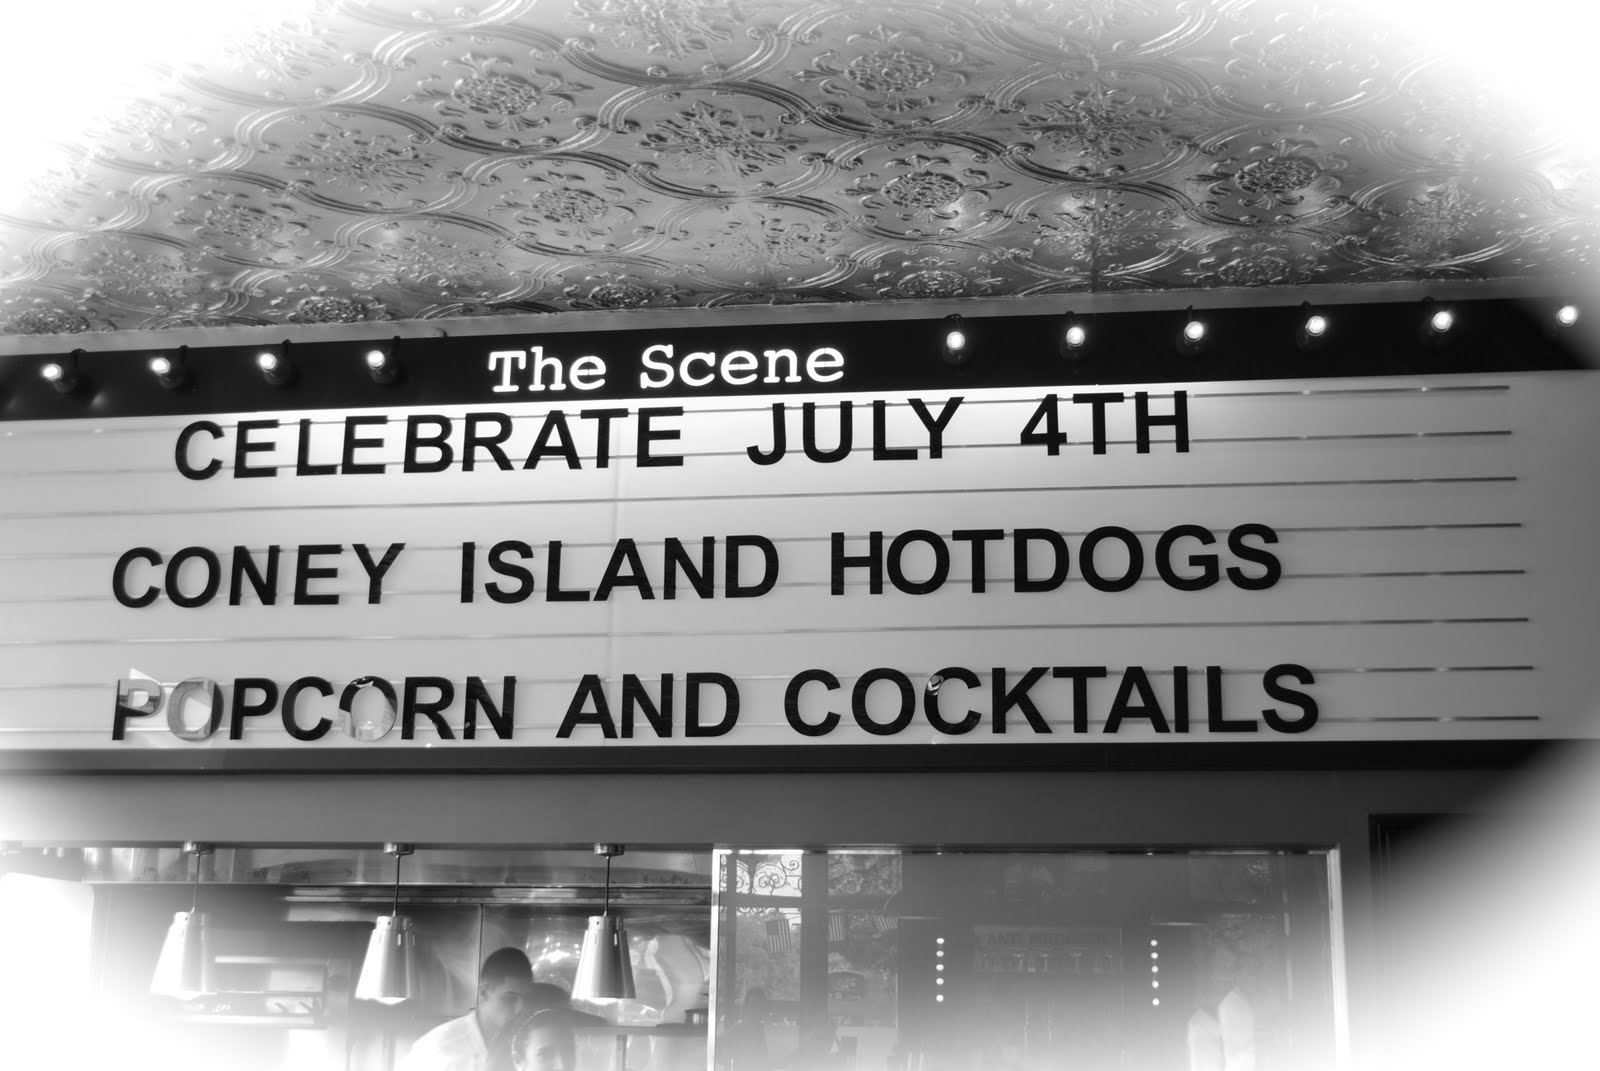 The Scene
CELEBRATE JULY 4TH
CONEY ISLAND HOTDOGS
POPCORN AND COCKTAILS